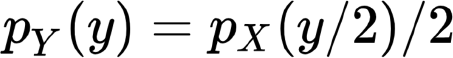 p_Y(y) = p_X(y/2)/2